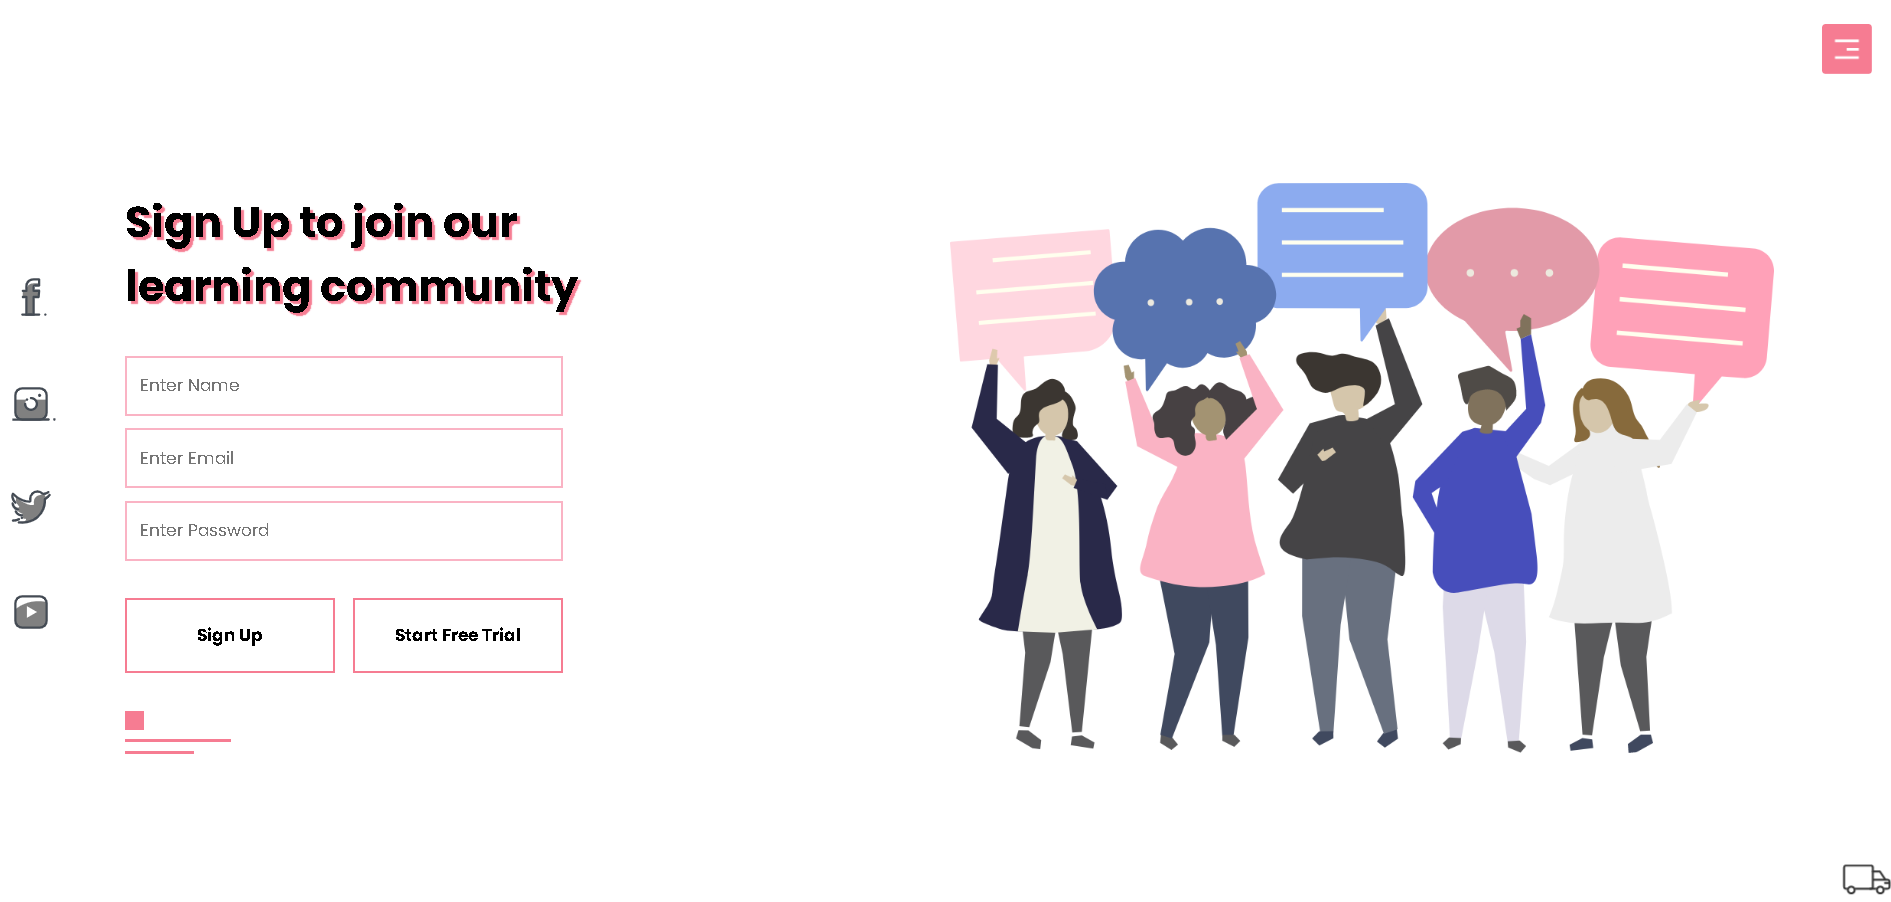 Sign Up to join our
learning community
Enter Name
Enter Email
Enter Password
Sign Up
Start Free Trial